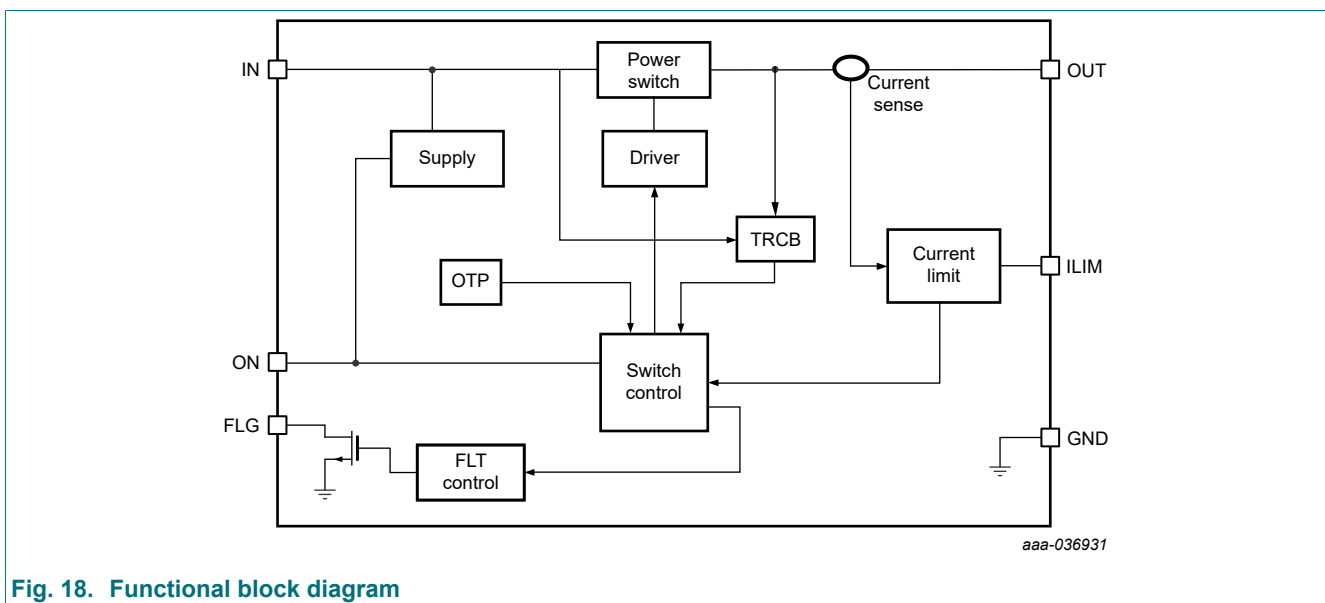 IN
Power
switch
OUT
Current
sense
Supply
Driver
TRCB
Current
limit
ILIM
OTP
ON
Switch
control
FLG
FLT
control
GND
aaa-036931
Fig. 18. Functional block diagram